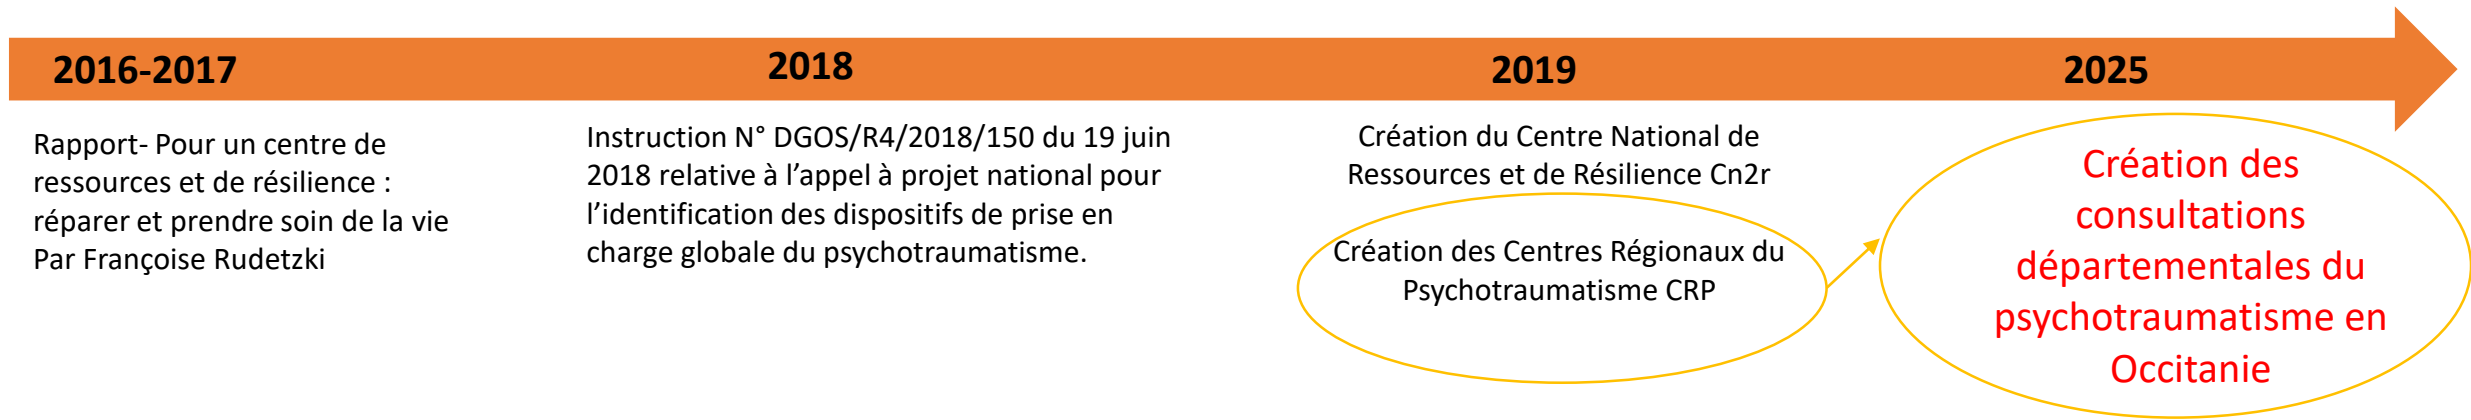 2016-2017
2018
2019
2025
Rapport- Pour un centre de
ressources et de résilience :
réparer et prendre soin de la vie
Par Françoise Rudetzki
Instruction N° DGOS/R4/2018/150 du 19 juin
2018 relative à l’appel à projet national pour
l’identification des dispositifs de prise en
charge globale du psychotraumatisme.
Création du Centre National de
Ressources et de Résilience Cn2r
Création des Centres Régionaux du
Psychotraumatisme CRP
Création des
consultations
départementales du
psychotraumatisme en
Occitanie